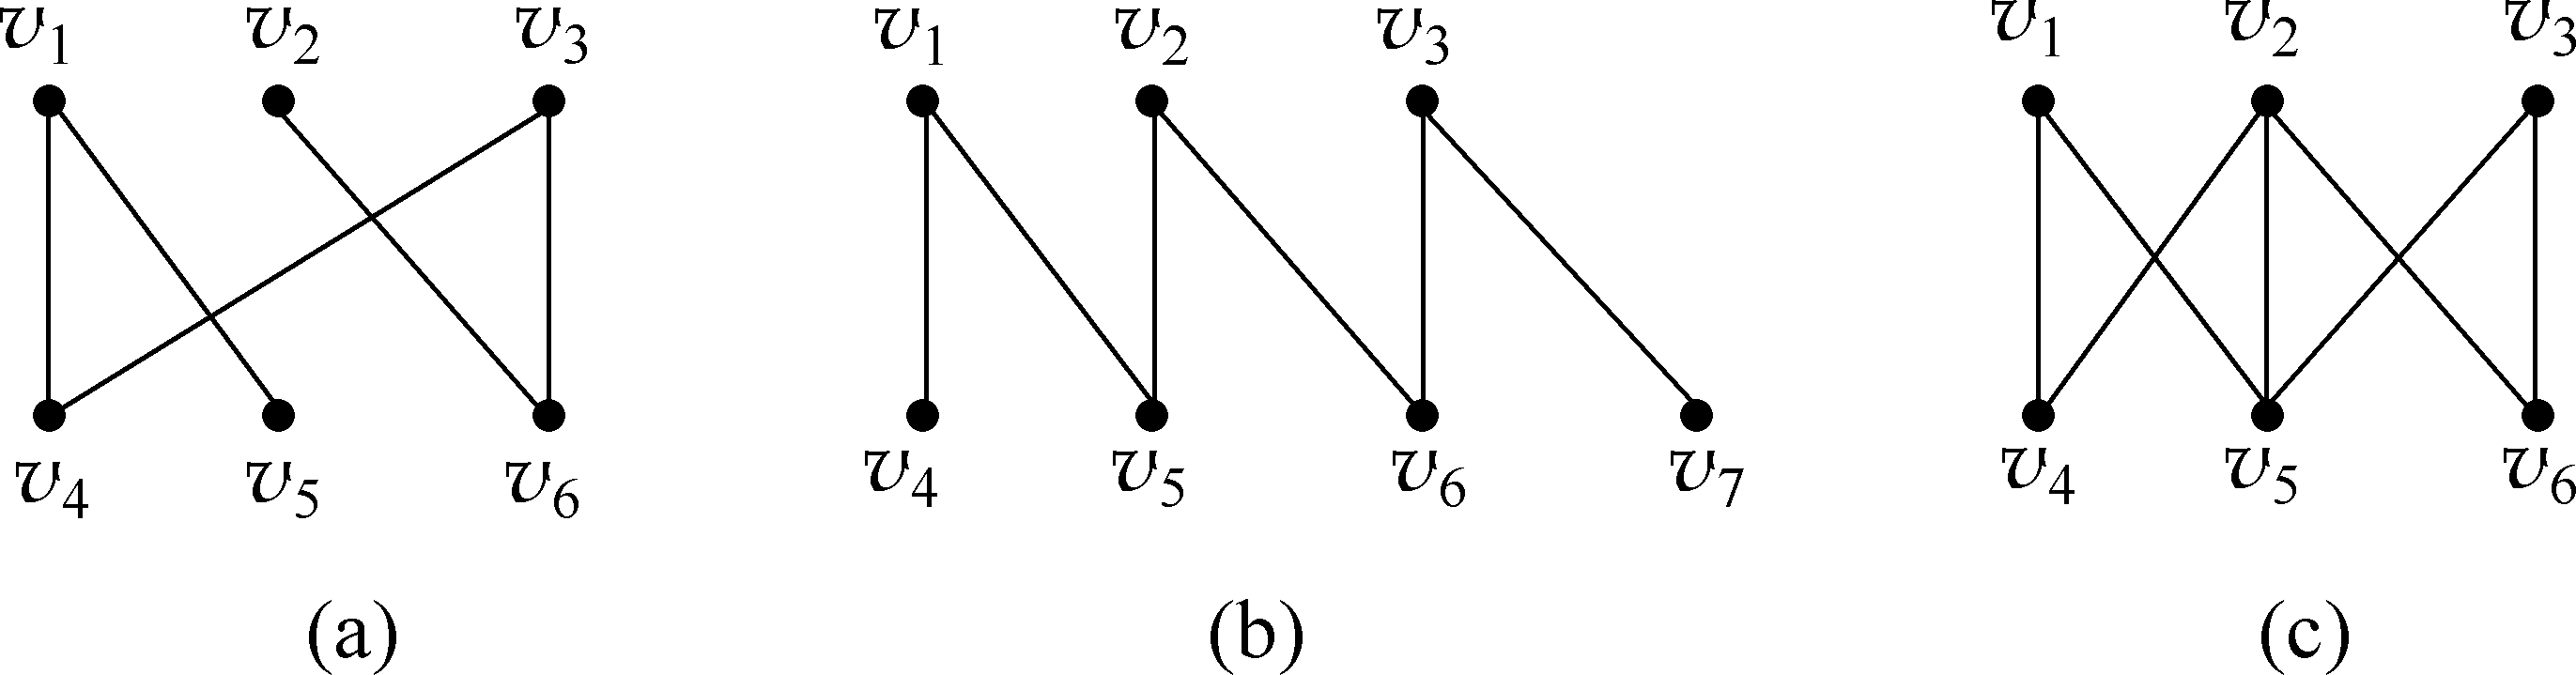 v₁ v₂ v₃ v₁ v₂ v₃ v₁ v₂ v₃
v₄ v₅ v₆ v₄ v₅ v₆ v₇ v₄ v₅ v₆
(a) (b) (c)